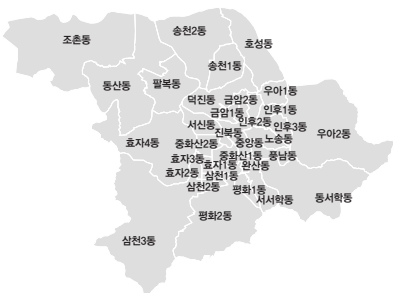 송천2동
조촌동
호성동
송천1동
동산동
팔복동
우아1동
덕진동
금암2동
금암1동
인후1동
인후2동
서신동
인후3동
진북동
우아2동
노송동
효자4동
중화산2동
중앙동
효자3동
중화산1동
풍남동
효자1동
완산동
효자2동
삼천1동
삼천2동
평화1동
서서학동
동서학동
평화2동
삼천3동